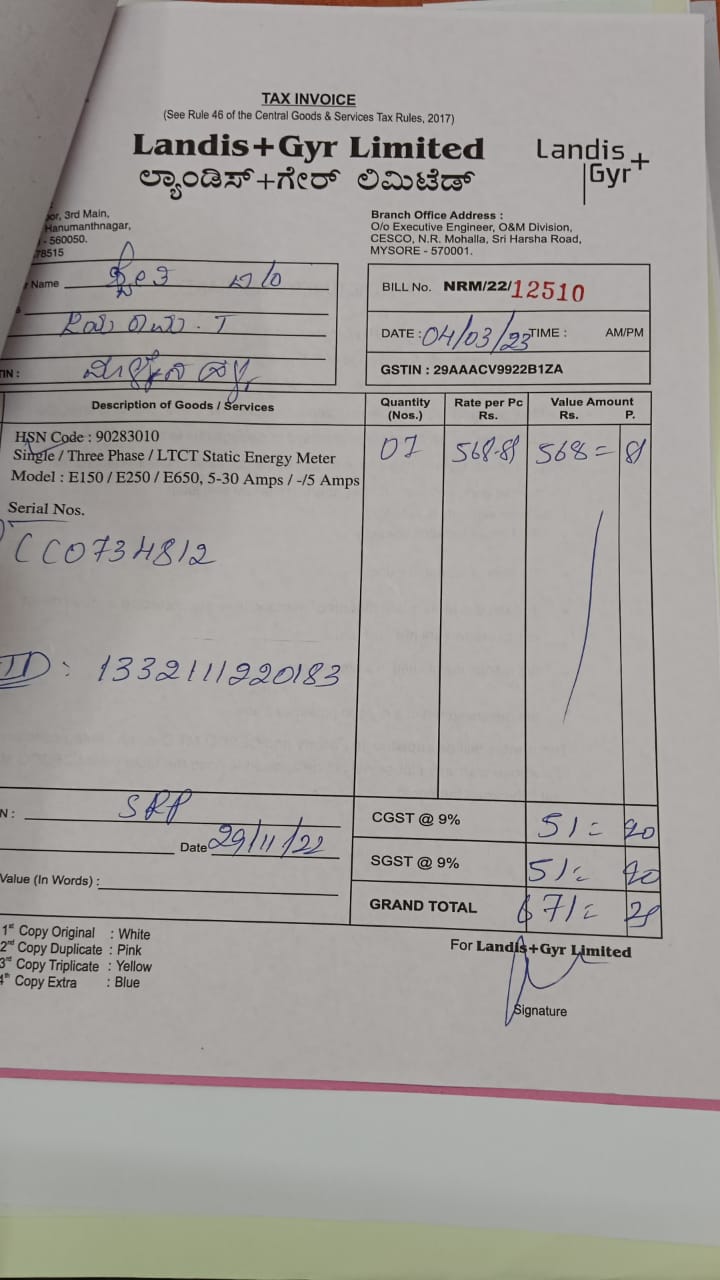 TAX INVOICE
(See Rule 46 of the Central Goods & Services Tax Rules, 2017)
Landis+Gyr Limited
ಲ್ಯಾಂಡಿಸ್+ಗೇರ್ ಲಿಮಿಟೆಡ್
Landis+
Gyr
or, 3rd Main,
Hanumanthnagar,
- 560050.
78515
Branch Office Address :
O/o Executive Engineer, O&M Division,
CESCO, N.R. Mohalla, Sri Harsha Road,
MYSORE - 570001.
Name
BILL No. NRM/22/12510
DATE : 04/03/23 TIME : AM/PM
IN :
GSTIN : 29AAACV9922B1ZA
Description of Goods / Services Quantity (Nos.) Rate per Pc Rs. Value Amount Rs. P.
HSN Code : 90283010
Single / Three Phase / LTCT Static Energy Meter 01 568-81 568= 81
Model : E150 / E250 / E650, 5-30 Amps / -/5 Amps
Serial Nos.
CC0734812
ID : 1332111220183
N : SRP
Date 29/11/22
Value (In Words) :
CGST @ 9% 51= 20
SGST @ 9% 51= 20
GRAND TOTAL 671= 21
1st Copy Original : White
2nd Copy Duplicate : Pink
3rd Copy Triplicate : Yellow
4th Copy Extra : Blue
For Landis+Gyr Limited
Signature